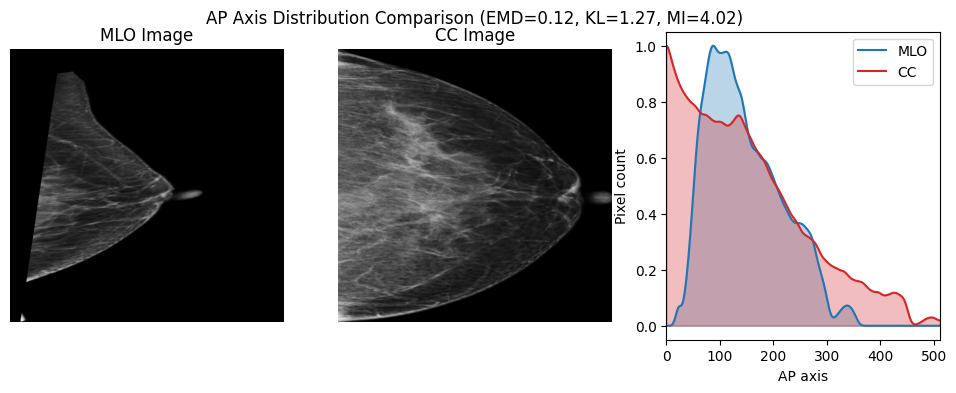 AP Axis Distribution Comparison (EMD=0.12, KL=1.27, MI=4.02)
MLO Image
CC Image
MLO
CC
Pixel count
1.0
0.8
0.6
0.4
0.2
0.0
0 100 200 300 400 500
AP axis